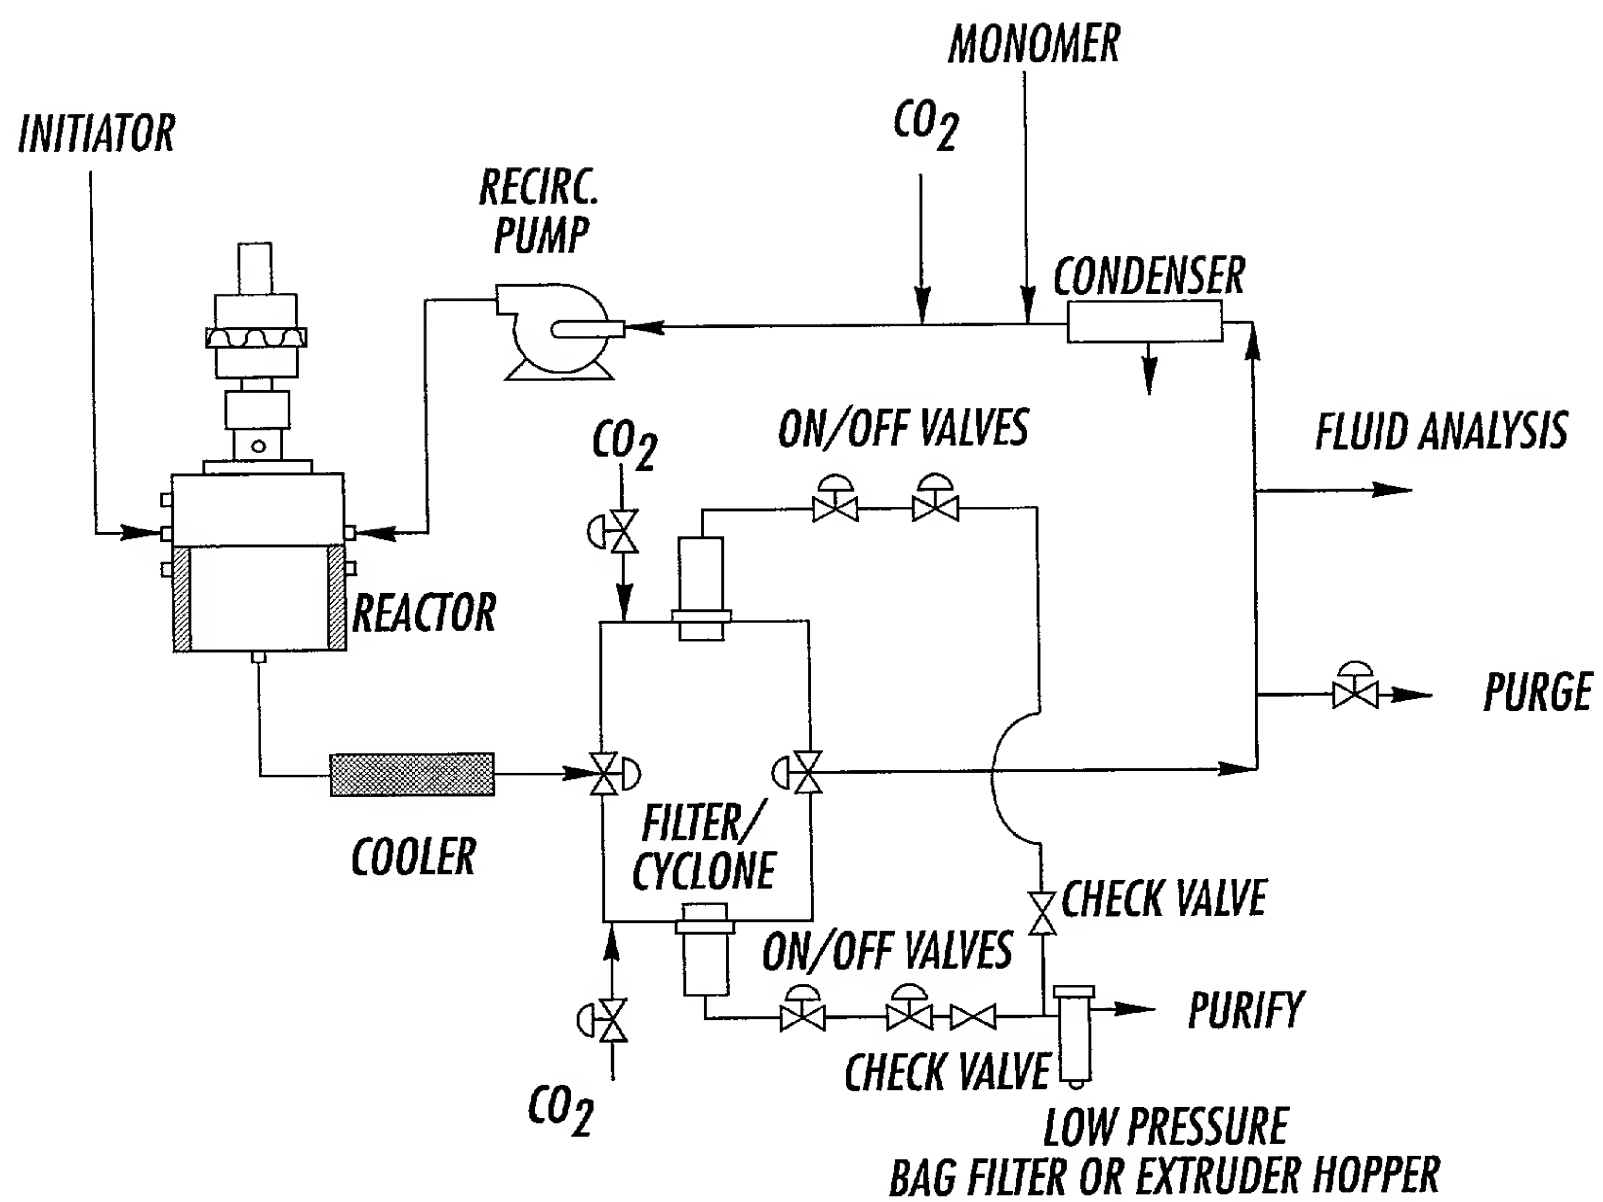 MONOMER
CO2
INITIATOR
RECIRC.
PUMP
CONDENSER
ON/OFF VALVES
FLUID ANALYSIS
CO2
REACTOR
PURGE
FILTER/
CYCLONE
COOLER
CHECK VALVE
ON/OFF VALVES
PURIFY
CHECK VALVE
CO2
LOW PRESSURE
BAG FILTER OR EXTRUDER HOPPER